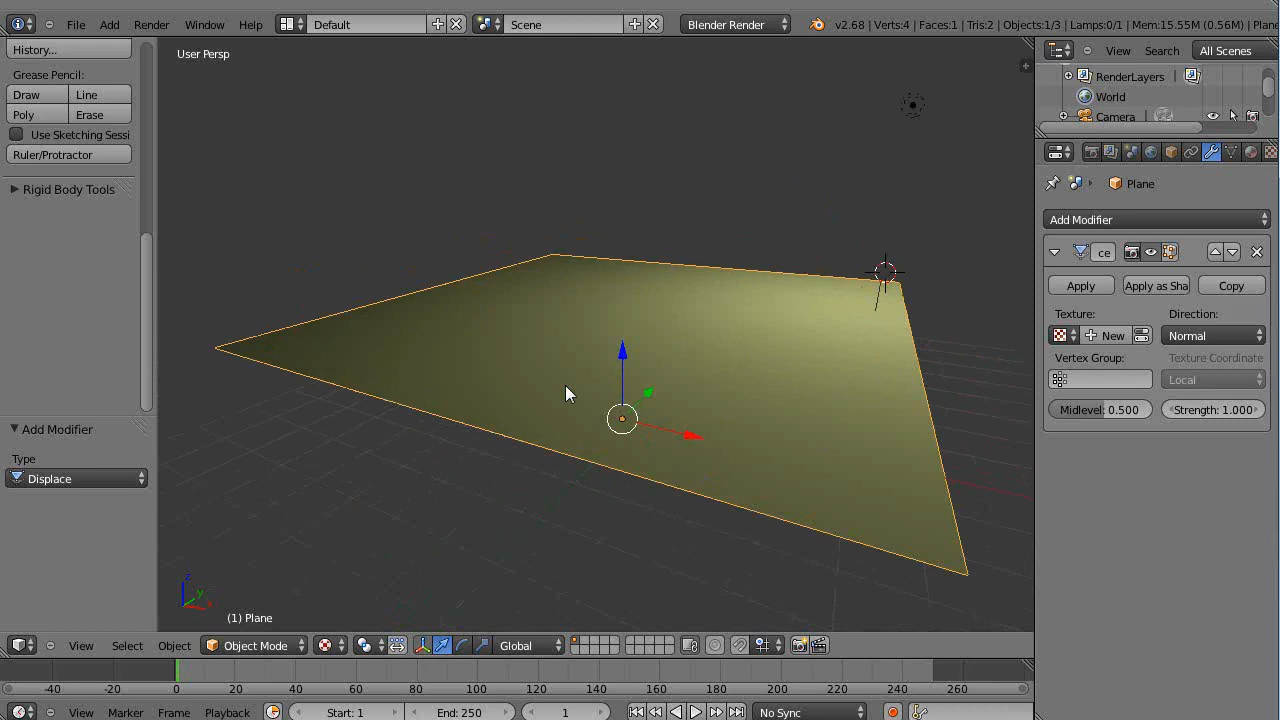 File Add Render Window Help Default Scene Blender Render v2.68 | Verts:4 | Faces:1 | Tris:2 | Objects:1/3 | Lamps:0/1 | Mem:15.55M (0.56M) | Plane
History...
Grease Pencil:
Draw Line
Poly Erase
Use Sketching Sessi
Ruler/Protractor
Rigid Body Tools
Add Modifier
Type
Displace
User Persp
z
y
(1) Plane
View Search All Scenes
RenderLayers
World
Camera
Plane
Add Modifier
ce
Apply Apply as Sha Copy
Texture: Direction:
New Normal
Vertex Group: Texture Coordinate
Local
Midlevel: 0.500 Strength: 1.000
View Select Object Object Mode Global
-40 -20 0 20 40 60 80 100 120 140 160 180 200 220 240 260
View Marker Frame Playback Start: 1 End: 250 1 No Sync